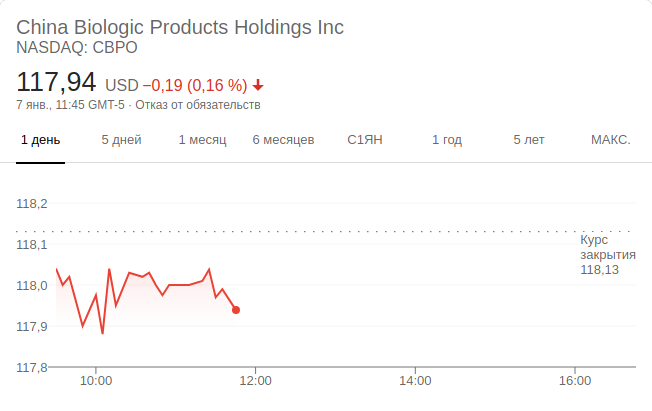 China Biologic Products Holdings Inc
NASDAQ: CBPO
117,94 USD −0,19 (0,16 %)
7 янв., 11:45 GMT-5 · Отказ от обязательств
1 день 5 дней 1 месяц 6 месяцев С1ЯН 1 год 5 лет МАКС.
118,2
118,1
Курс
закрытия
118,13
118,0
117,9
117,8
10:00 12:00 14:00 16:00